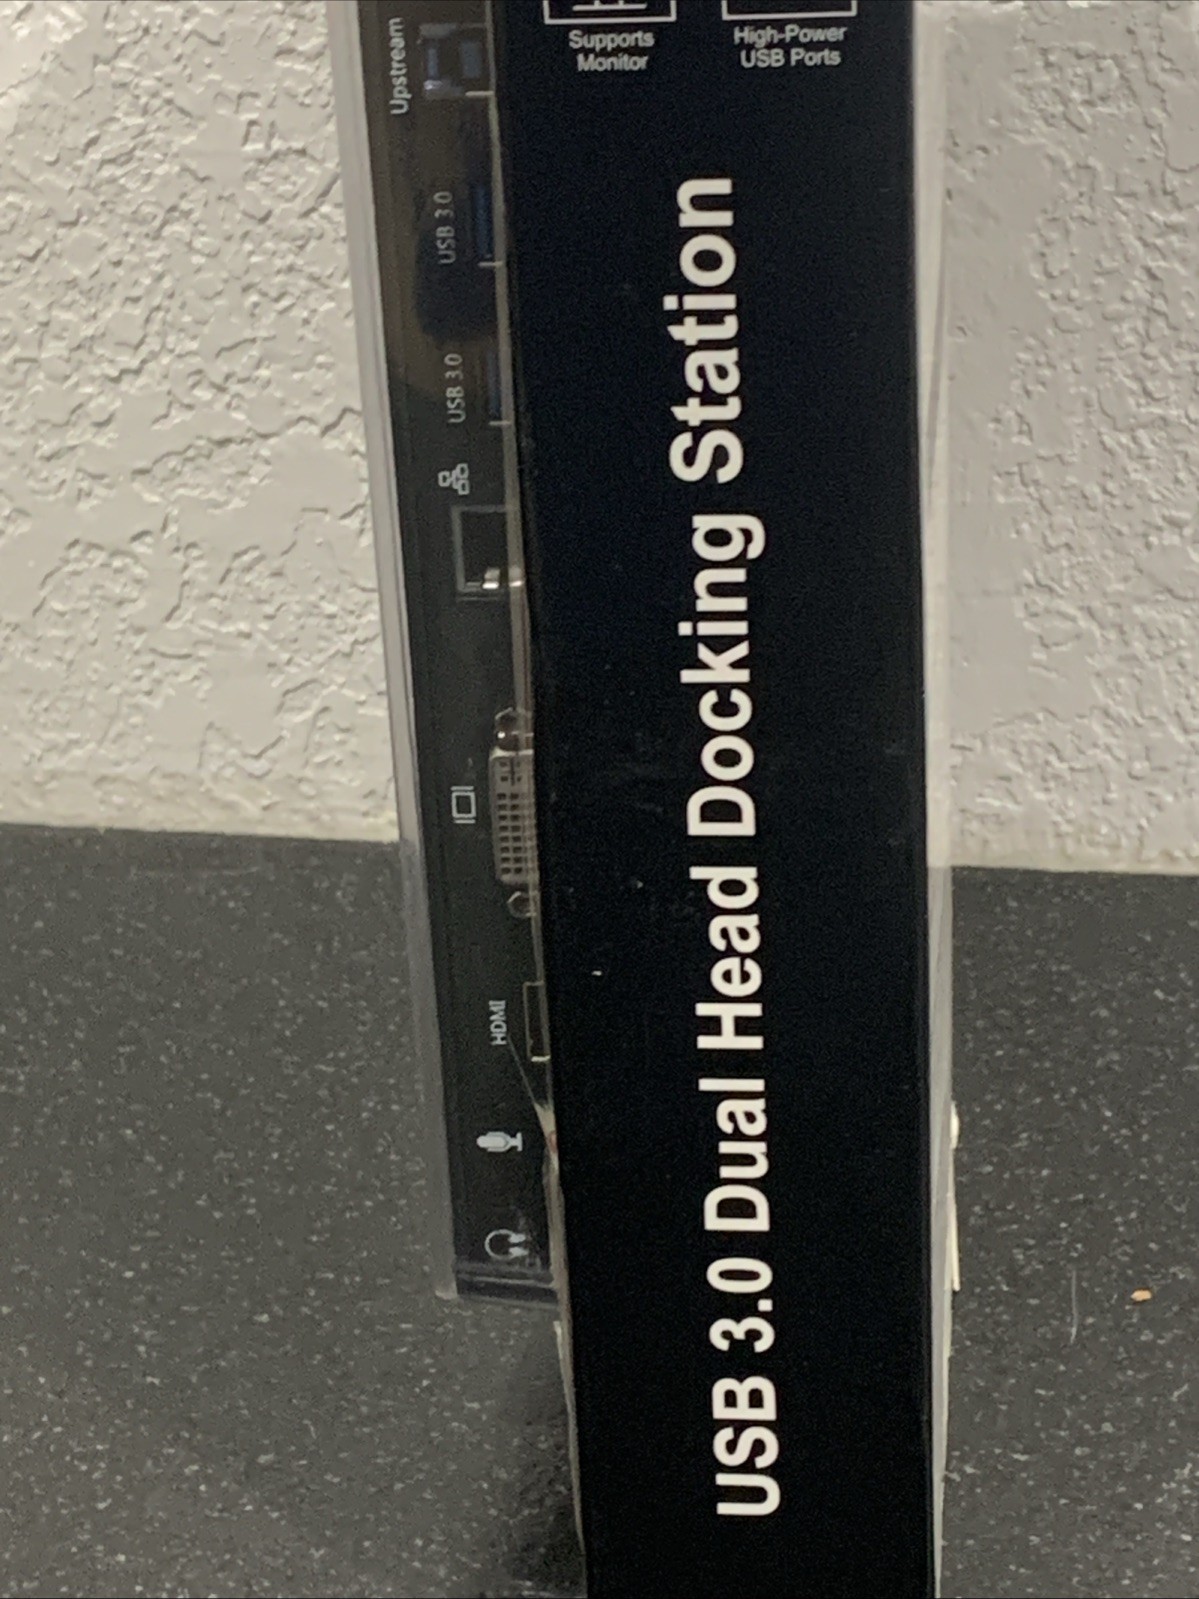 Supports
Monitor
High-Power
USB Ports
Upstream
USB 3.0
USB 3.0
HDMI
USB 3.0 Dual Head Docking Station